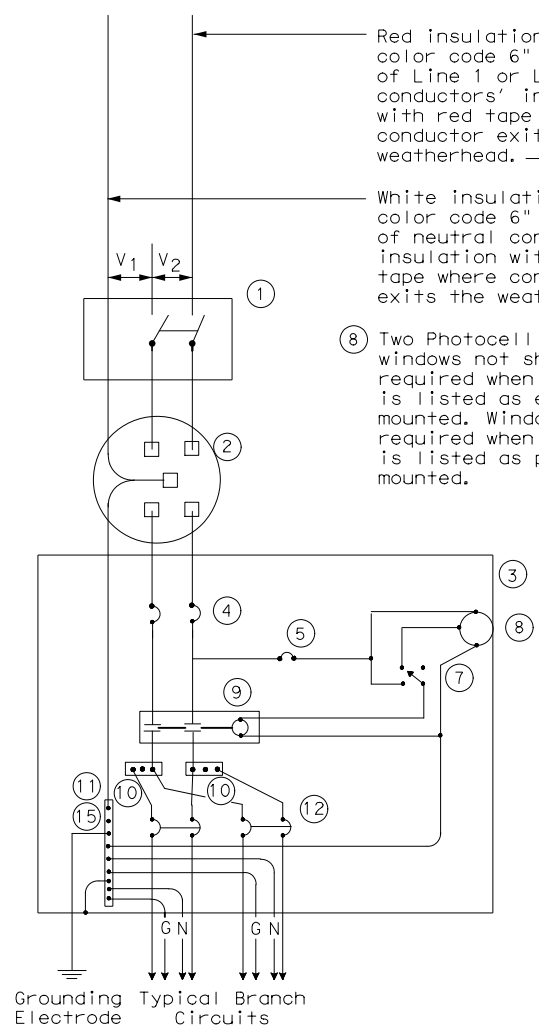 Red insulation
color code 6"
of Line 1 or L
conductors' in
with red tape
conductor exit
weatherhead.
White insulati
color code 6"
of neutral con
insulation wit
tape where con
exits the weat
V1 V2
1
8 Two Photocell
windows not sh
required when
is listed as e
mounted. Windo
required when
is listed as p
mounted.
2
3
4
5
8
7
9
11 10 10
15 12
G N G N
Grounding Typical Branch
Electrode Circuits